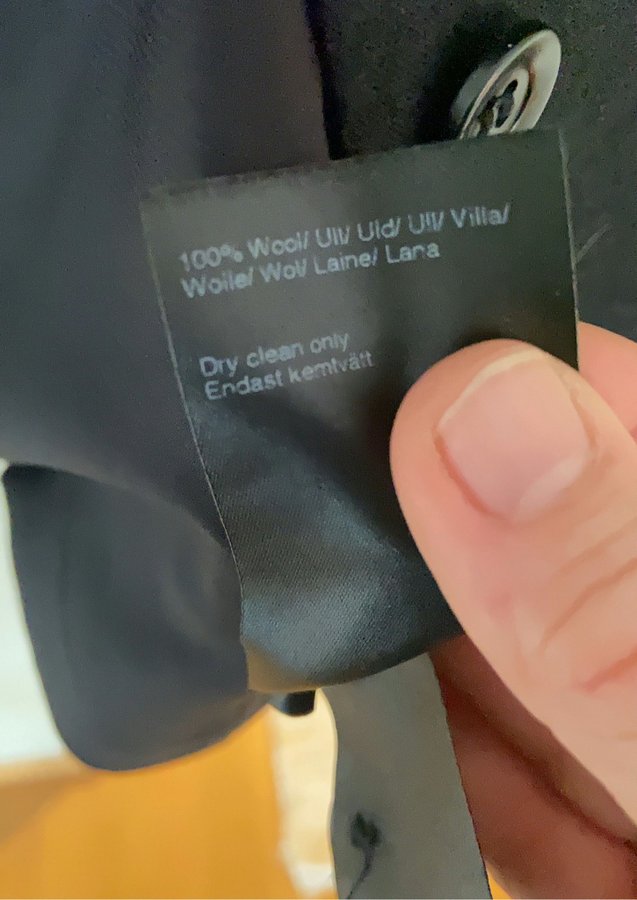 100% Wool/ Ull/ Uld/ Ull/ Villa/
Wolle/ Wol/ Laine/ Lana
Dry clean only
Endast kemtvätt